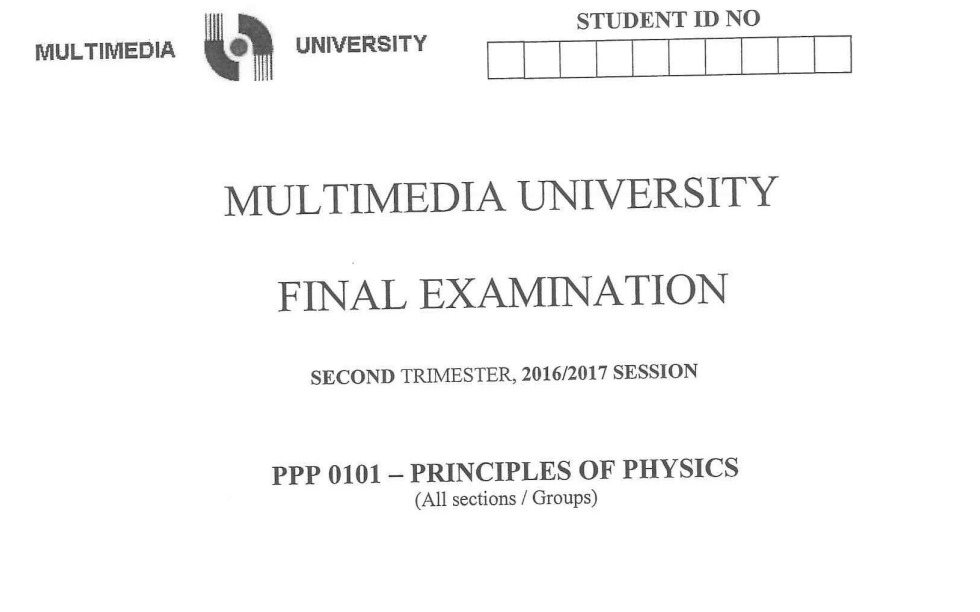 MULTIMEDIA UNIVERSITY
STUDENT ID NO
MULTIMEDIA UNIVERSITY
FINAL EXAMINATION
SECOND TRIMESTER, 2016/2017 SESSION
PPP 0101 – PRINCIPLES OF PHYSICS
(All sections / Groups)